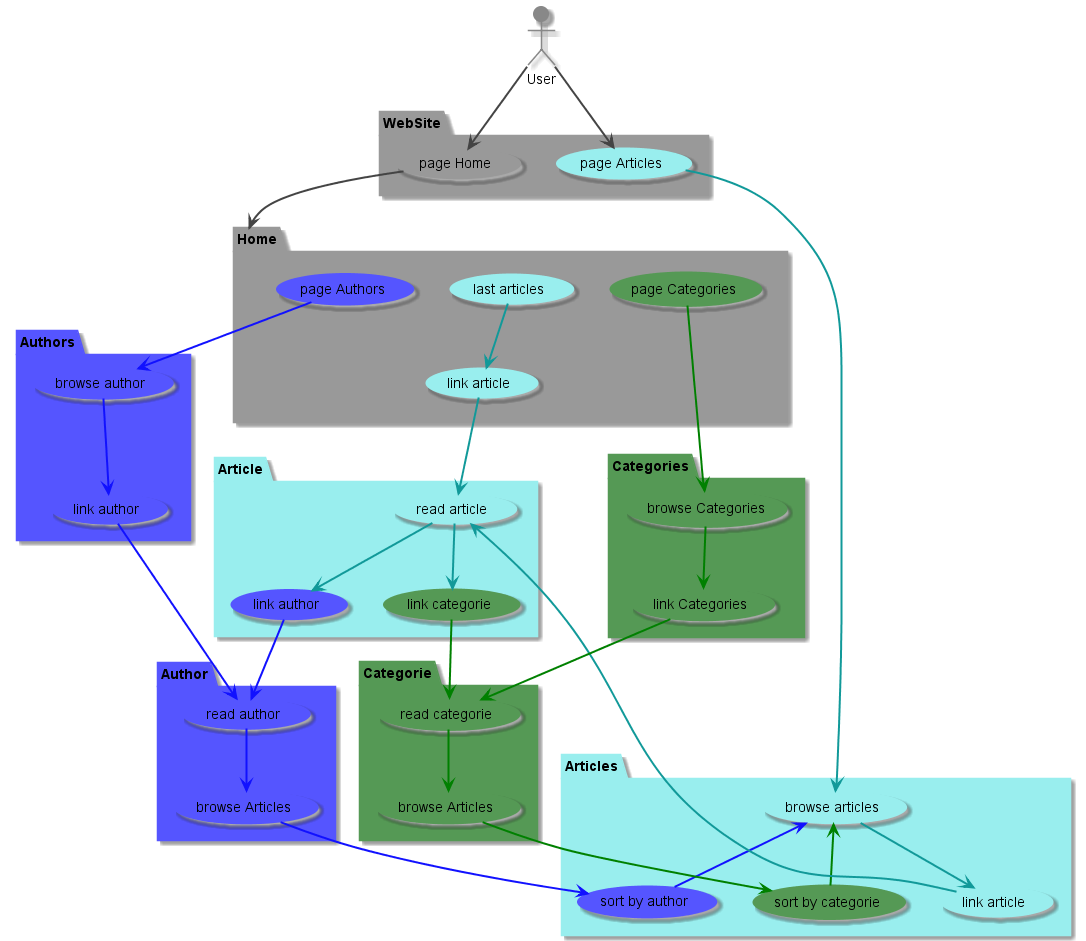 User
WebSite
page Home
page Articles
Home
page Authors
last articles
page Categories
link article
Authors
browse author
link author
Article
read article
link author
link categorie
Categories
browse Categories
link Categories
Author
read author
browse Articles
Categorie
read categorie
browse Articles
Articles
browse articles
sort by author
sort by categorie
link article